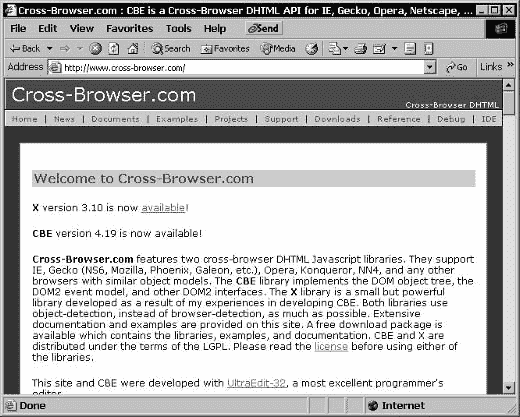 Cross-Browser.com : CBE is a Cross-Browser DHTML API for IE, Gecko, Opera, Netscape, ...
File Edit View Favorites Tools Help Send
Back Search Favorites Media
Address http://www.cross-browser.com/ Go Links »
Cross-Browser.com
Cross-Browser DHTML
Home | News | Documents | Examples | Projects | Support | Downloads | Reference | Debug | IDE
Welcome to Cross-Browser.com
X version 3.10 is now available!
CBE version 4.19 is now available!
Cross-Browser.com features two cross-browser DHTML Javascript libraries. They support
IE, Gecko (NS6, Mozilla, Phoenix, Galeon, etc.), Opera, Konqueror, NN4, and any other
browsers with similar object models. The CBE library implements the DOM object tree, the
DOM2 event model, and other DOM2 interfaces. The X library is a small but powerful
library developed as a result of my experiences in developing CBE. Both libraries use
object-detection, instead of browser-detection, as much as possible. Extensive
documentation and examples are provided on this site. A free download package is
available which contains the libraries, examples, and documentation. CBE and X are
distributed under the terms of the LGPL. Please read the license before using either of
the libraries.
This site and CBE were developed with UltraEdit-32, a most excellent programmer's
editor
Done Internet